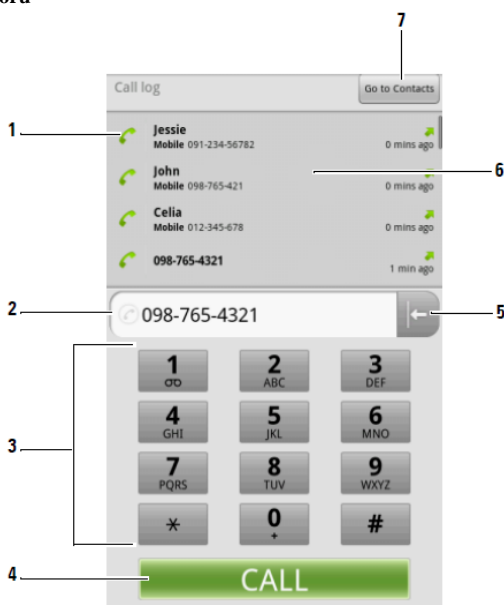 7
Call log Go to Contacts
1
Jessie
Mobile 091-234-56782 0 mins ago
6
John
Mobile 098-765-421 0 mins ago
Celia
Mobile 012-345-678 0 mins ago
098-765-4321 1 min ago
2 098-765-4321 5
1 2 3
ABC DEF
4 5 6
GHI JKL MNO
3
7 8 9
PQRS TUV WXYZ
* 0 #
+
4 CALL